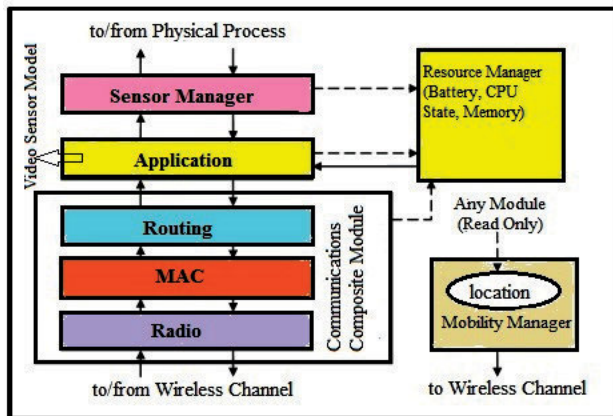 to/from Physical Process
Sensor Manager
Application
Video Sensor Model
Routing
MAC
Radio
Communications
Composite Module
to/from Wireless Channel
Resource Manager
(Battery, CPU
State, Memory)
Any Module
(Read Only)
location
Mobility Manager
to Wireless Channel